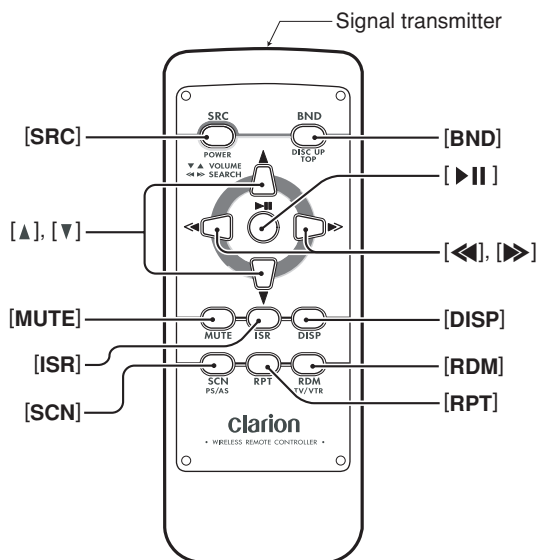 Signal transmitter
[SRC]
[BND]
[▶II]
[▲], [▼]
[◀◀], [▶▶]
[MUTE]
[DISP]
[ISR]
[RDM]
[SCN]
[RPT]
SRC
BND
POWER
DISC UP
TOP
▼ ▲ VOLUME
◀◀ ▶▶ SEARCH
▲
▶II
◀◀
▶▶
▼
MUTE
ISR
DISP
SCN
RPT
RDM
PS/AS
TV/VTR
clarion
• WIRELESS REMOTE CONTROLLER •